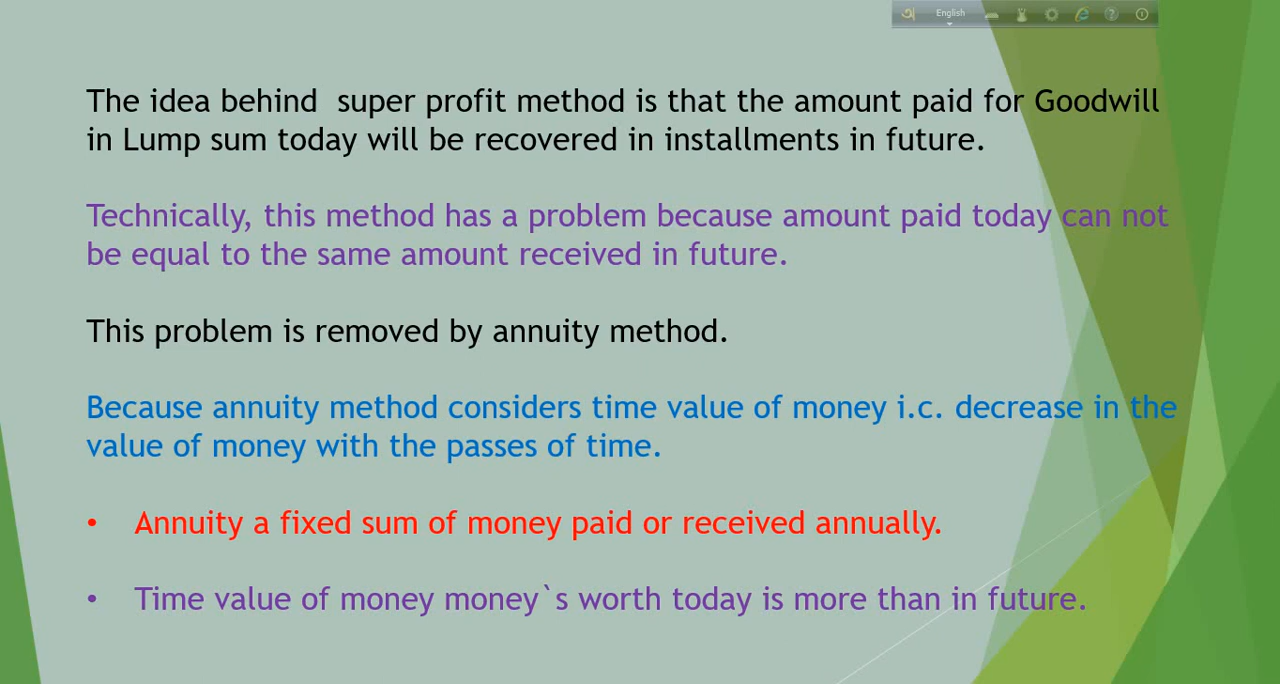 English
The idea behind super profit method is that the amount paid for Goodwill
in Lump sum today will be recovered in installments in future.
Technically, this method has a problem because amount paid today can not
be equal to the same amount received in future.
This problem is removed by annuity method.
Because annuity method considers time value of money i.c. decrease in the
value of money with the passes of time.
• Annuity a fixed sum of money paid or received annually.
• Time value of money money`s worth today is more than in future.